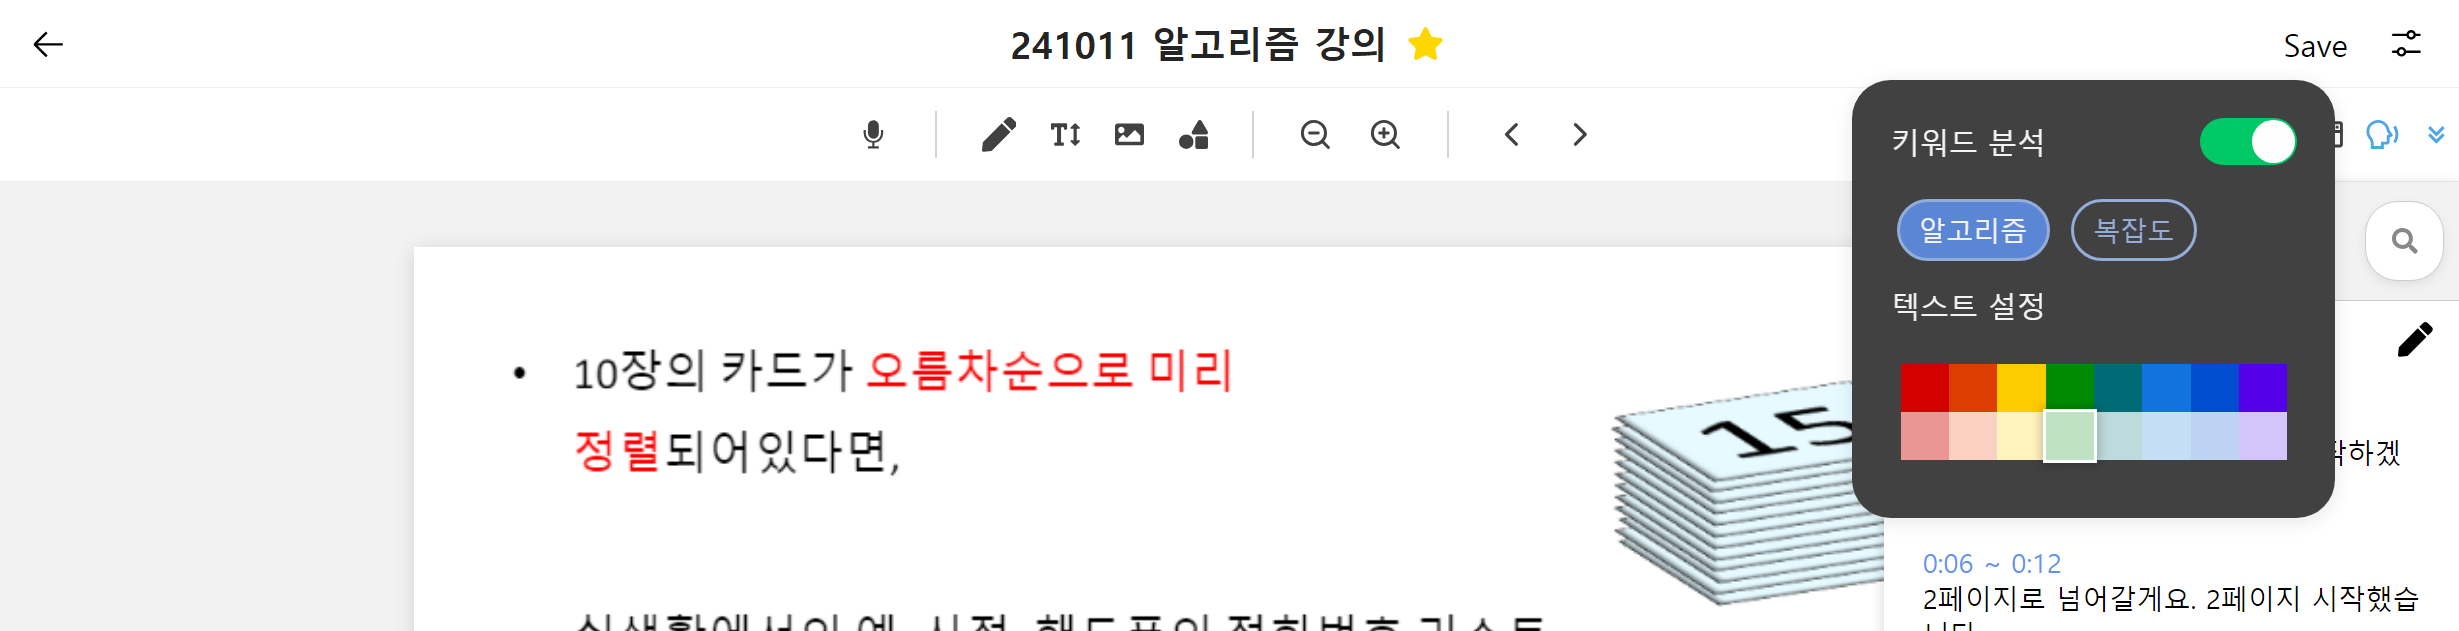 241011 알고리즘 강의
Save
키워드 분석
알고리즘 복잡도
텍스트 설정
• 10장의 카드가 오름차순으로 미리
정렬되어있다면,
15
작하겠
0:06 ~ 0:12
2페이지로 넘어갈게요. 2페이지 시작했습
니다